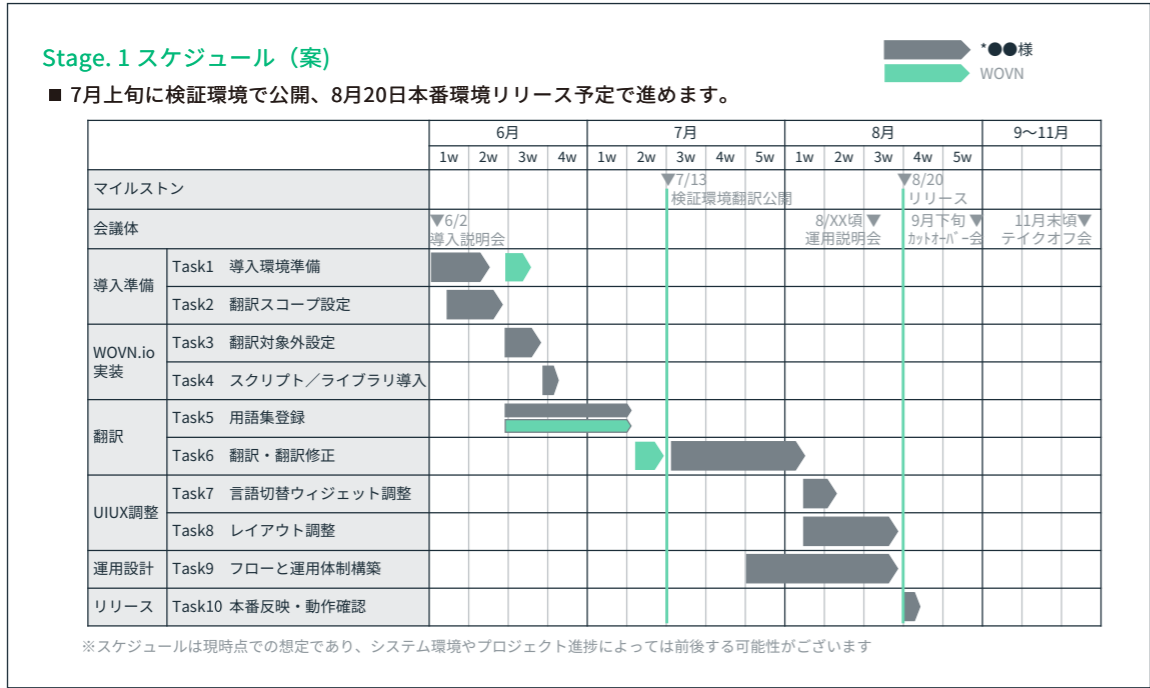 Stage. 1 スケジュール（案)
*●●様
WOVN
■ 7月上旬に検証環境で公開、8月20日本番環境リリース予定で進めます。
6月 7月 8月 9〜11月
1w 2w 3w 4w 1w 2w 3w 4w 5w 1w 2w 3w 4w 5w
マイルストン
▼7/13
検証環境翻訳公開
▼8/20
リリース
会議体
▼6/2
導入説明会
8/XX頃▼
運用説明会
9月下旬▼
ｶｯﾄｵｰﾊﾞｰ会
11月末頃▼
テイクオフ会
導入準備
Task1 導入環境準備
Task2 翻訳スコープ設定
WOVN.io
実装
Task3 翻訳対象外設定
Task4 スクリプト／ライブラリ導入
翻訳
Task5 用語集登録
Task6 翻訳・翻訳修正
UIUX調整
Task7 言語切替ウィジェット調整
Task8 レイアウト調整
運用設計
Task9 フローと運用体制構築
リリース
Task10 本番反映・動作確認
※スケジュールは現時点での想定であり、システム環境やプロジェクト進捗によっては前後する可能性がございます